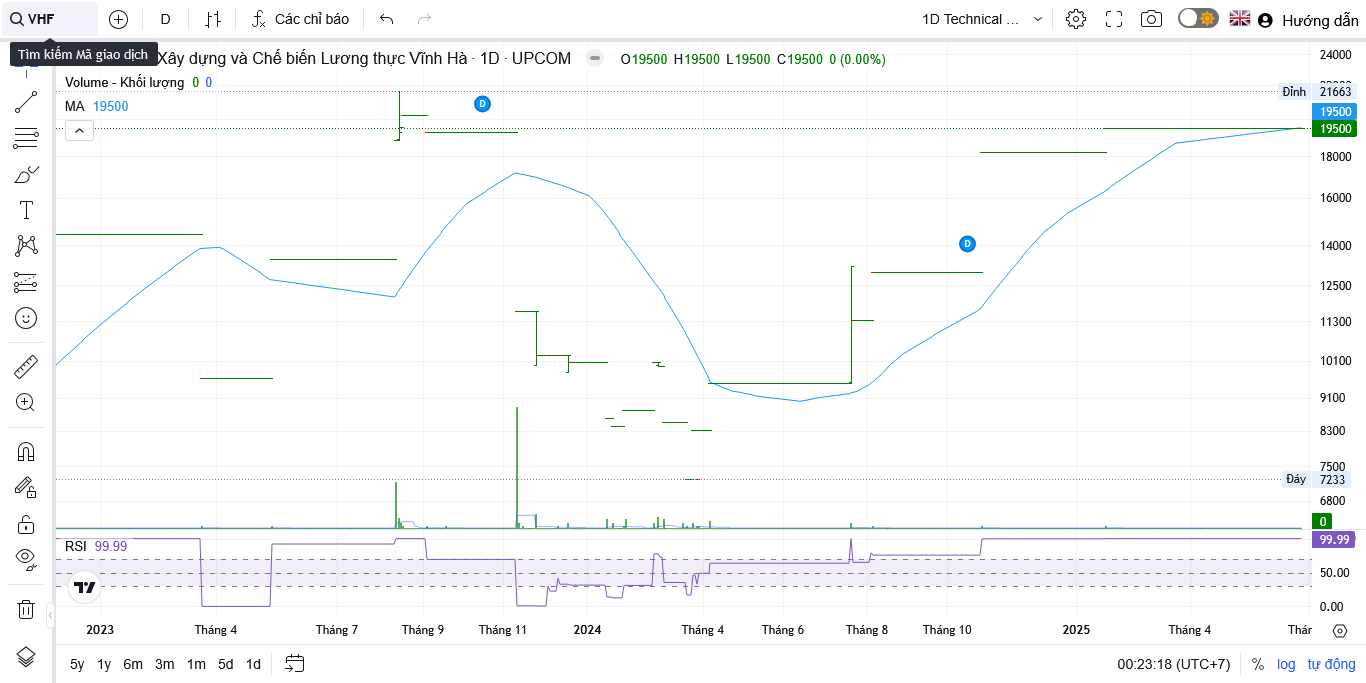 VHF
D
Các chỉ báo
1D Technical ...
Hướng dẫn
Tìm kiếm Mã giao dịch
Xây dựng và Chế biến Lương thực Vĩnh Hà · 1D · UPCOM
O19500 H19500 L19500 C19500 0 (0.00%)
Volume - Khối lượng 0 0
MA 19500
D
D
24000
Đỉnh 21663
19500
19500
18000
16000
14000
12500
11300
10100
9100
8300
7500
Đáy 7233
6800
0
RSI 99.99
99.99
50.00
0.00
2023 Tháng 4 Tháng 7 Tháng 9 Tháng 11 2024 Tháng 4 Tháng 6 Tháng 8 Tháng 10 2025 Tháng 4 Thár
5y 1y 6m 3m 1m 5d 1d
00:23:18 (UTC+7) % log tự động